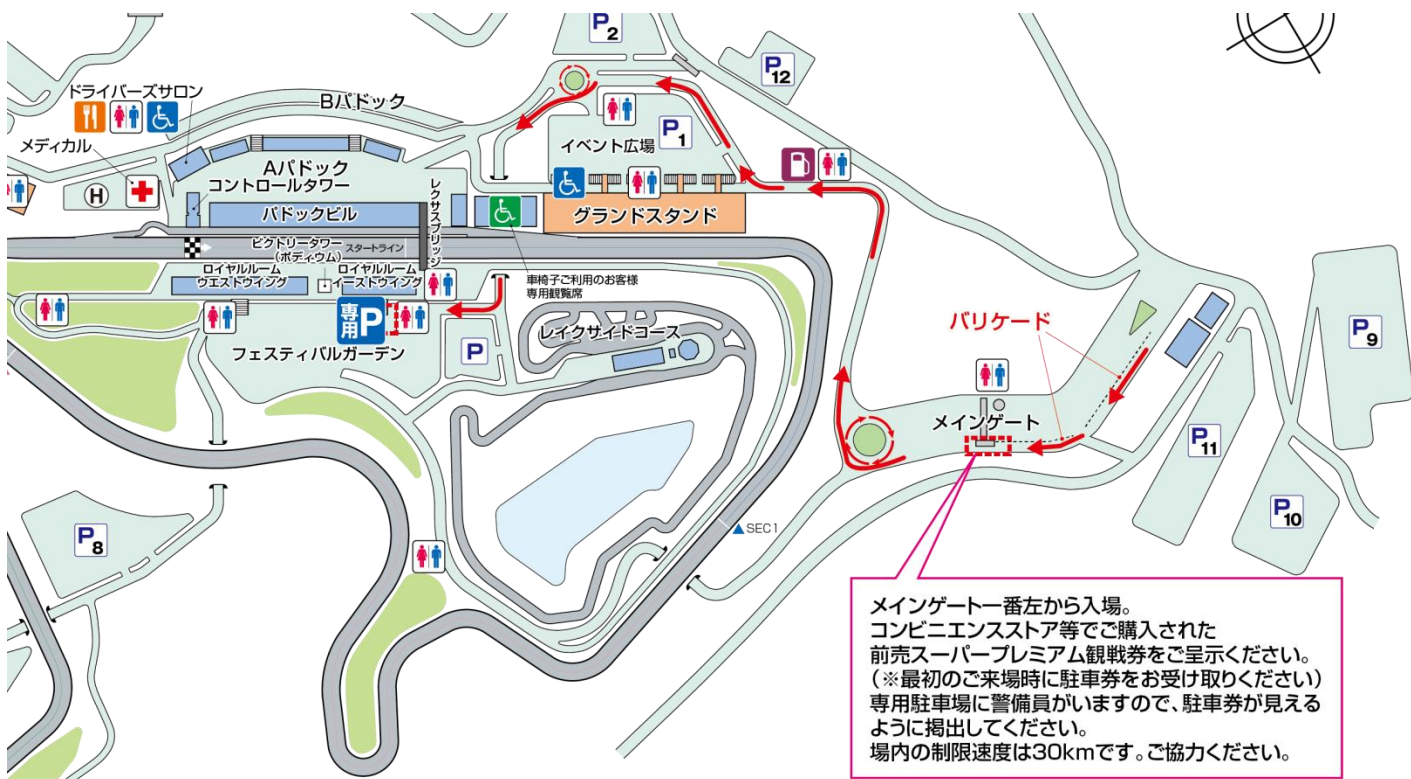 P2
P12
ドライバーズサロン
Bパドック
メディカル
P1
イベント広場
H
Aパドック
コントロールタワー
パドックビル
レクサスブリッジ
グランドスタンド
ビクトリータワー
(ポディウム)
スタートライン
ロイヤルルーム
ウエストウイング
ロイヤルルーム
イーストウイング
車椅子ご利用のお客様
専用観覧席
専用P
フェスティバルガーデン
P
レイクサイドコース
バリケード
P9
メインゲート
P11
P10
P8
SEC1
メインゲート一番左から入場。
コンビニエンスストア等でご購入された
前売スーパープレミアム観戦券をご呈示ください。
(※最初のご来場時に駐車券をお受け取りください)
専用駐車場に警備員がいますので、駐車券が見える
ように掲出してください。
場内の制限速度は30kmです。ご協力ください。